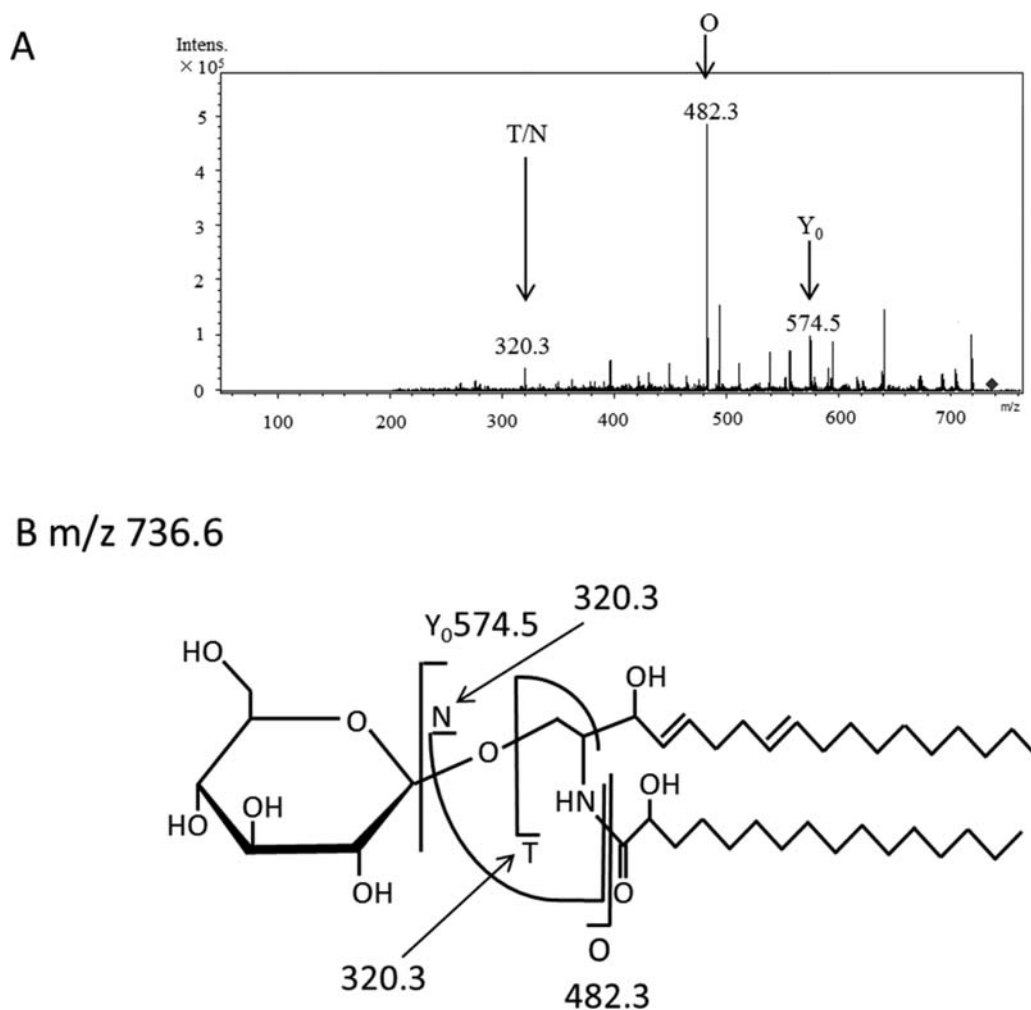 A
Intens.
× 10⁵
O
482.3
T/N
Y₀
320.3
574.5
5
4
3
2
1
0
100 200 300 400 500 600 700 m/z
B m/z 736.6
320.3
Y₀574.5
HO
N
O
O
OH
HN
OH
HO
OH
T
O
OH
320.3
O
482.3